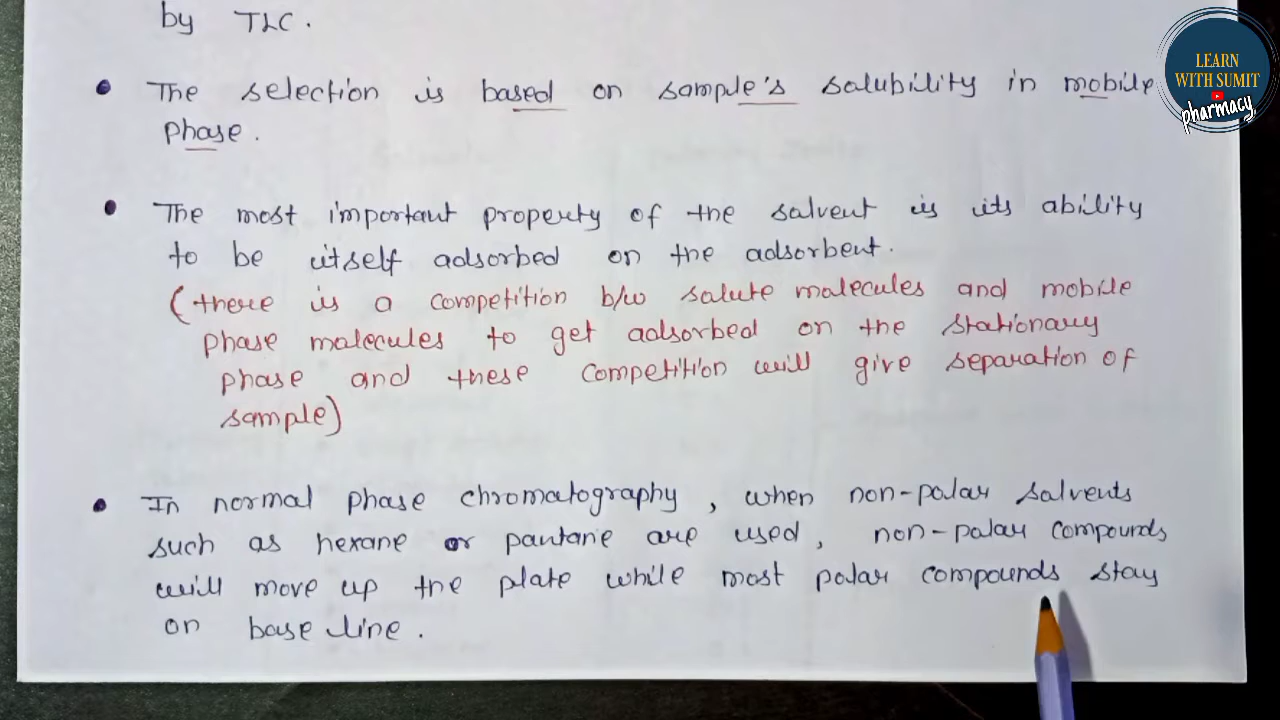 by TLC.
• The selection is based on sample's solubility in mobile
phase.
• The most important property of the solvent is its ability
to be itself adsorbed on the adsorbent.
(there is a competition b/w solute molecules and mobile
phase molecules to get adsorbed on the stationary
phase and these competition will give separation of
sample)
• In normal phase chromatography, when non-polar solvents
such as hexane or pantane are used, non-polar compounds
will move up the plate while most polar compounds stay
on base line.
LEARN
WITH SUMIT
pharmacy